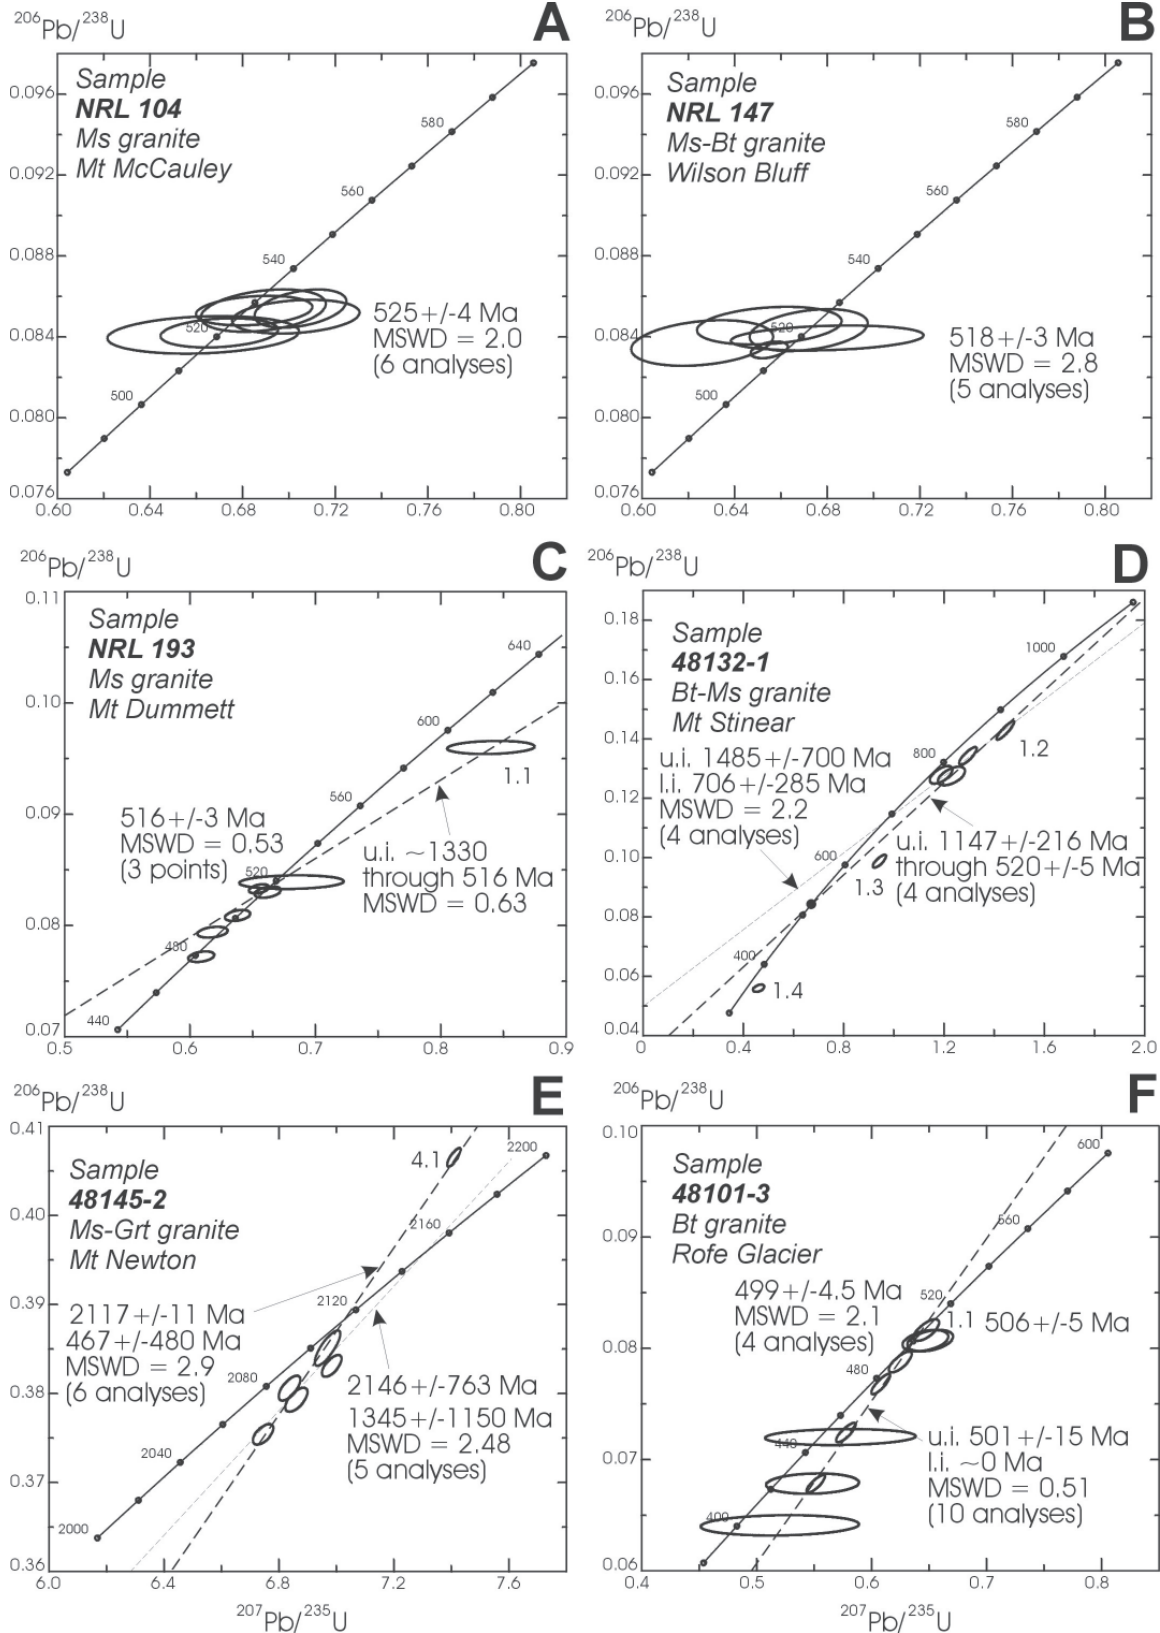 206Pb/238U
A
Sample
NRL 104
Ms granite
Mt McCauley
0.096
0.092
0.088
0.084
0.080
0.076
580
560
540
520
500
525+/-4 Ma
MSWD = 2.0
(6 analyses)
0.60 0.64 0.68 0.72 0.76 0.80
206Pb/238U
B
Sample
NRL 147
Ms-Bt granite
Wilson Bluff
0.096
0.092
0.088
0.084
0.080
0.076
580
560
540
520
500
518+/-3 Ma
MSWD = 2.8
(5 analyses)
0.60 0.64 0.68 0.72 0.76 0.80
206Pb/238U
C
Sample
NRL 193
Ms granite
Mt Dummett
0.11
0.10
0.09
0.08
0.07
640
600
560
520
480
440
1.1
516+/-3 Ma
MSWD = 0.53
(3 points)
u.i. ~1330
through 516 Ma
MSWD = 0.63
0.5 0.6 0.7 0.8 0.9
206Pb/238U
D
Sample
48132-1
Bt-Ms granite
Mt Stinear
0.18
0.16
0.14
0.12
0.10
0.08
0.06
0.04
1000
800
600
400
1.2
1.3
1.4
u.i. 1485+/-700 Ma
l.i. 706+/-285 Ma
MSWD = 2.2
(4 analyses)
u.i. 1147+/-216 Ma
through 520+/-5 Ma
(4 analyses)
0 0.4 0.8 1.2 1.6 2.0
206Pb/238U
E
Sample
48145-2
Ms-Grt granite
Mt Newton
0.41
0.40
0.39
0.38
0.37
0.36
4.1
2200
2160
2120
2080
2040
2000
2117+/-11 Ma
467+/-480 Ma
MSWD = 2.9
(6 analyses)
2146+/-763 Ma
1345+/-1150 Ma
MSWD = 2.48
(5 analyses)
6.0 6.4 6.8 7.2 7.6
207Pb/235U
206Pb/238U
F
Sample
48101-3
Bt granite
Rofe Glacier
0.10
0.09
0.08
0.07
0.06
600
560
520
480
440
400
499+/-4.5 Ma
MSWD = 2.1
(4 analyses)
1.1 506+/-5 Ma
u.i. 501+/-15 Ma
l.i. ~0 Ma
MSWD = 0.51
(10 analyses)
0.4 0.5 0.6 0.7 0.8
207Pb/235U